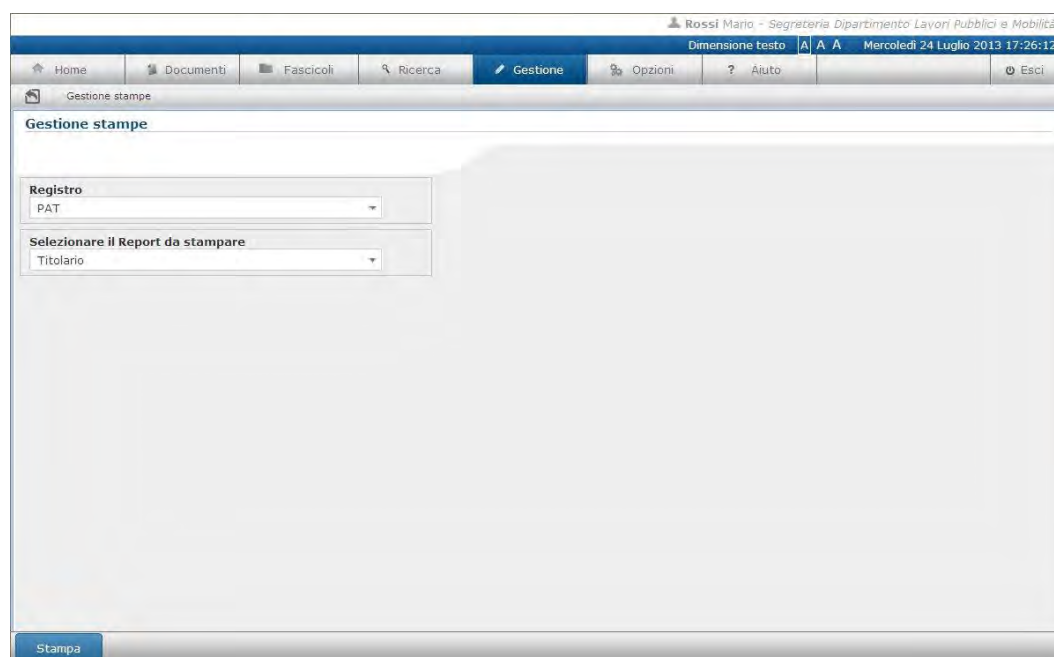 Rossi Mario - Segreteria Dipartimento Lavori Pubblici e Mobilità
Dimensione testo A A A Mercoledì 24 Luglio 2013 17:26:12
Home Documenti Fascicoli Ricerca Gestione Opzioni ? Aiuto Esci
Gestione stampe
Gestione stampe
Registro
PAT
Selezionare il Report da stampare
Titolario
Stampa